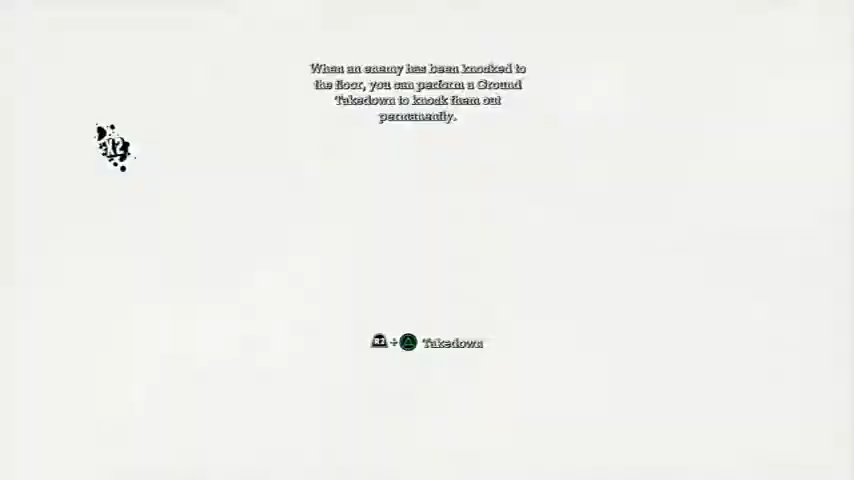 When an enemy has been knocked to
the floor, you can perform a Ground
Takedown to knock them out
permanently.
X2
R2 + Takedown